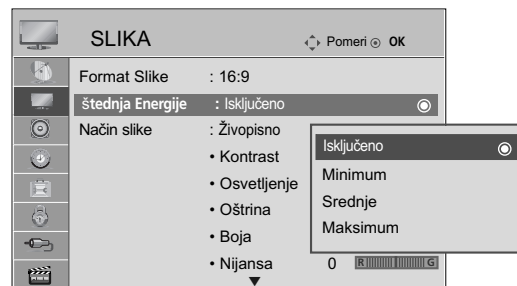 SLIKA
Pomeri OK
Format Slike : 16:9
štednja Energije : Isključeno
Način slike : Živopisno
• Kontrast
• Osvetljenje
• Oštrina
• Boja
• Nijansa 0 R G
Isključeno
Minimum
Srednje
Maksimum